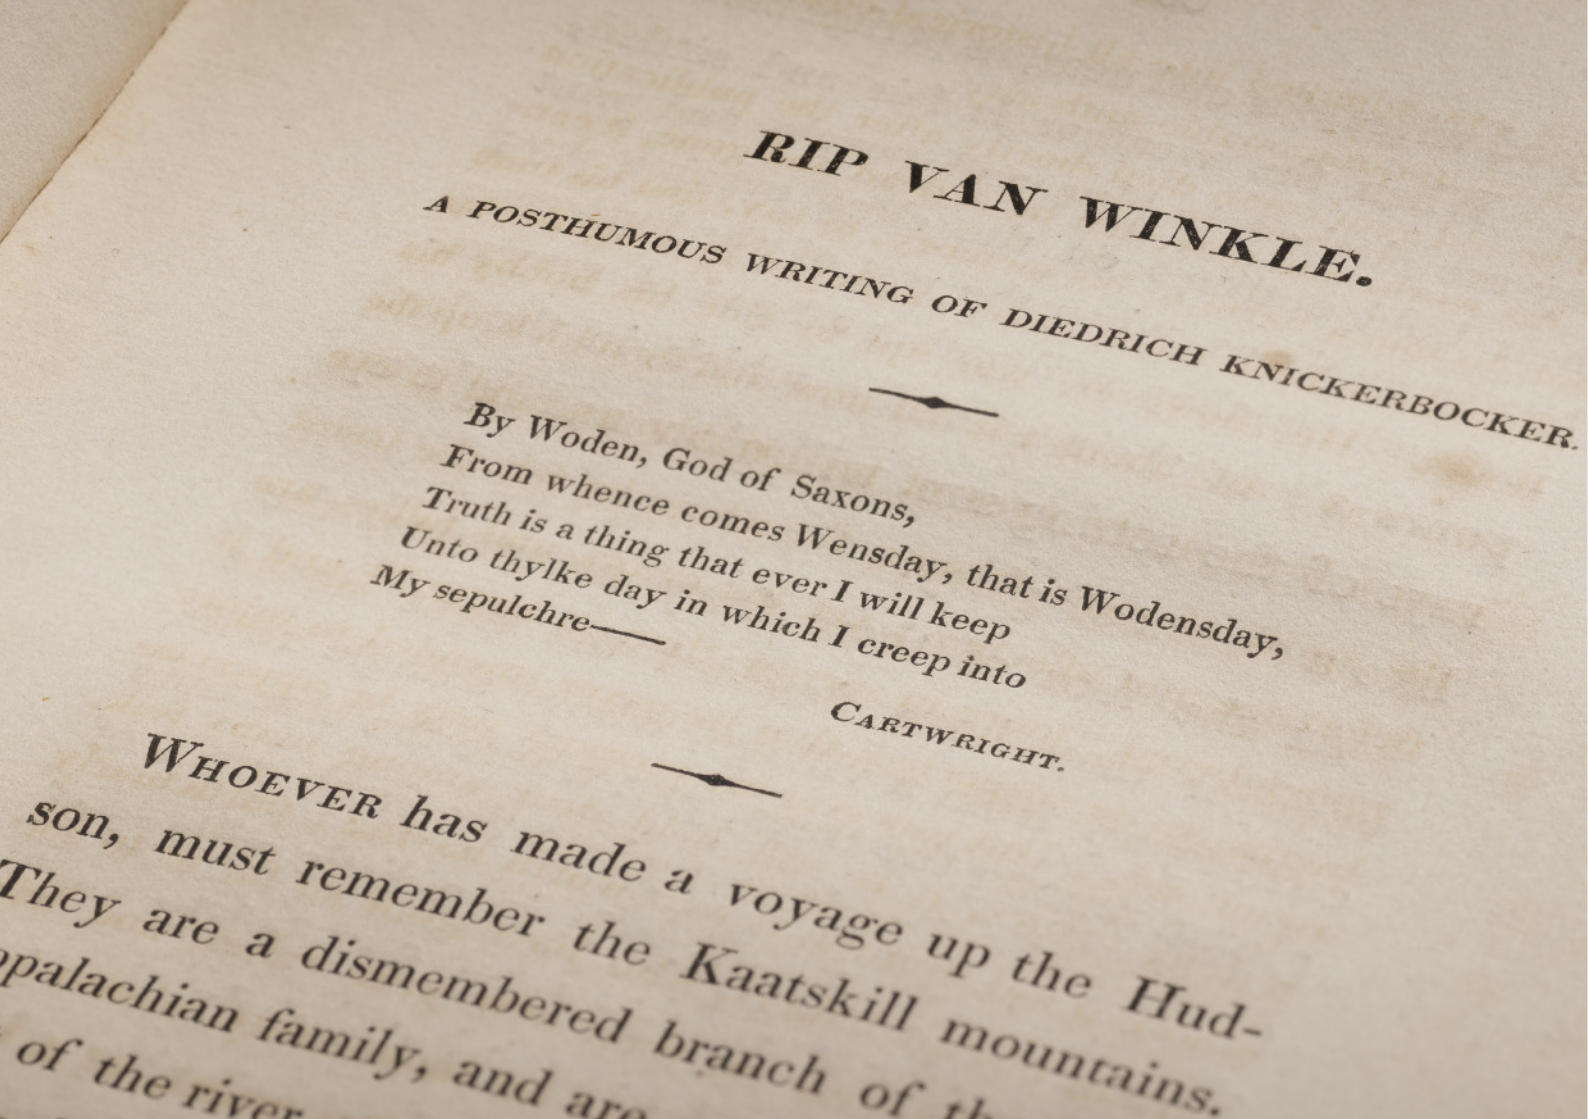 RIP VAN WINKLE.
A POSTHUMOUS WRITING OF DIEDRICH KNICKERBOCKER.
By Woden, God of Saxons,
From whence comes Wensday, that is Wodensday,
Truth is a thing that ever I will keep
Unto thylke day in which I creep into
My sepulchre——
CARTWRIGHT.
WHOEVER has made a voyage up the Hud-
son, must remember the Kaatskill mountains.
They are a dismembered branch of
ppalachian family, and are
of the river